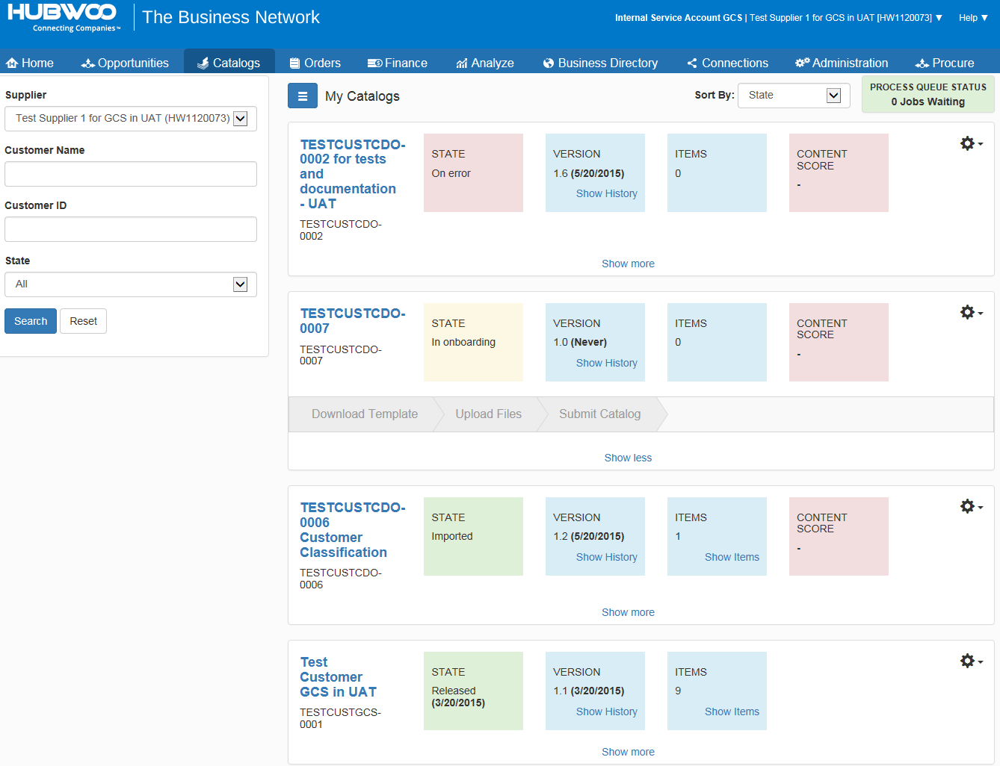 HUBWOO
Connecting Companies™
The Business Network
Internal Service Account GCS | Test Supplier 1 for GCS in UAT [HW1120073] ▼
Help ▼
Home
Opportunities
Catalogs
Orders
Finance
Analyze
Business Directory
Connections
Administration
Procure
Supplier
Test Supplier 1 for GCS in UAT (HW1120073)
Customer Name
Customer ID
State
All
Search
Reset
My Catalogs
Sort By:
State
PROCESS QUEUE STATUS
0 Jobs Waiting
TESTCUSTCDO-
0002 for tests
and
documentation
- UAT
TESTCUSTCDO-
0002
STATE
On error
VERSION
1.6 (5/20/2015)
Show History
ITEMS
0
CONTENT
SCORE
-
Show more
TESTCUSTCDO-
0007
TESTCUSTCDO-
0007
STATE
In onboarding
VERSION
1.0 (Never)
Show History
ITEMS
0
CONTENT
SCORE
-
Download Template
Upload Files
Submit Catalog
Show less
TESTCUSTCDO-
0006
Customer
Classification
TESTCUSTCDO-
0006
STATE
Imported
VERSION
1.2 (5/20/2015)
Show History
ITEMS
1
Show Items
CONTENT
SCORE
-
Show more
Test
Customer
GCS in UAT
TESTCUSTGCS-
0001
STATE
Released
(3/20/2015)
VERSION
1.1 (3/20/2015)
Show History
ITEMS
9
Show Items
Show more